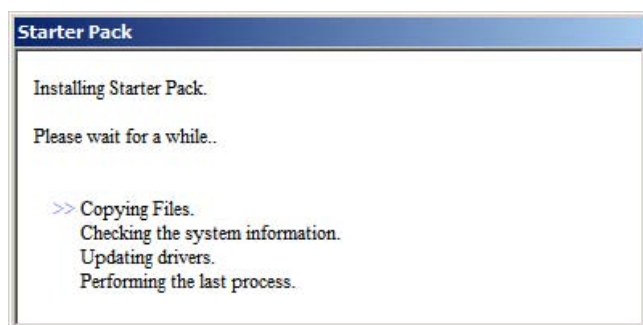 Starter Pack
Installing Starter Pack.
Please wait for a while..
>> Copying Files.
Checking the system information.
Updating drivers.
Performing the last process.